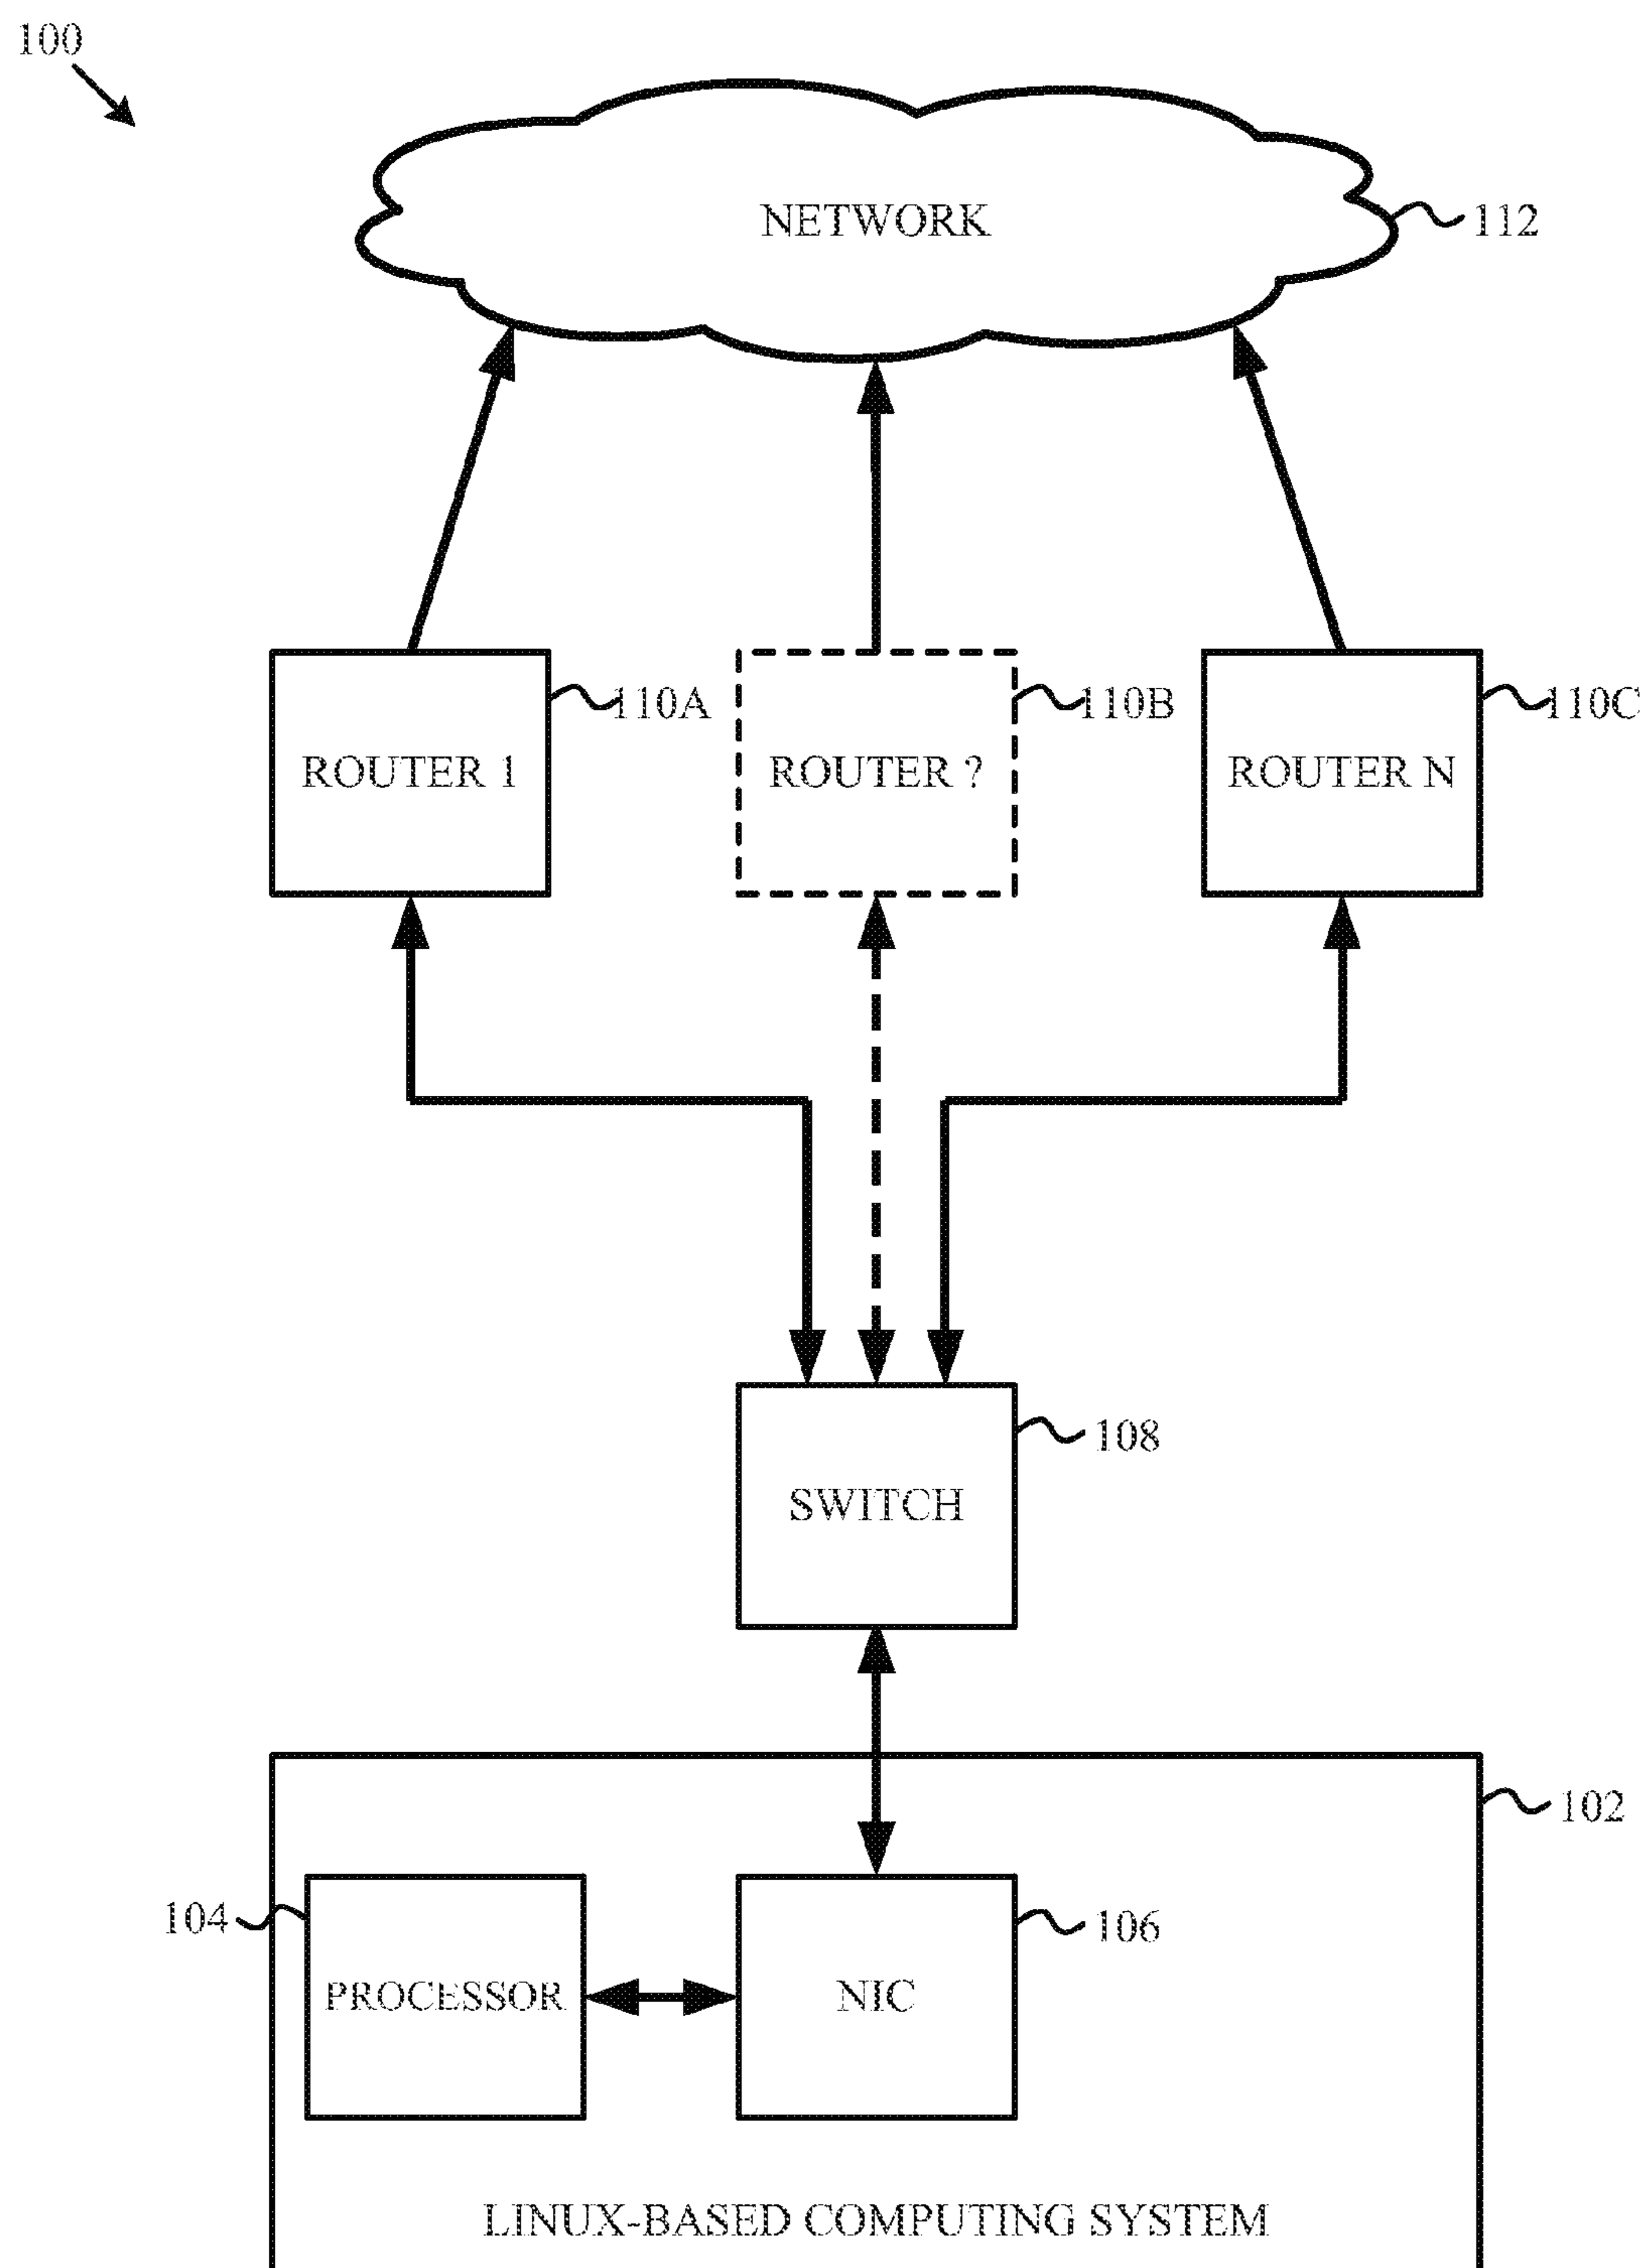 100
NETWORK
112
110A
110B
110C
ROUTER 1
ROUTER ?
ROUTER N
108
SWITCH
102
104
106
PROCESSOR
NIC
LINUX-BASED COMPUTING SYSTEM